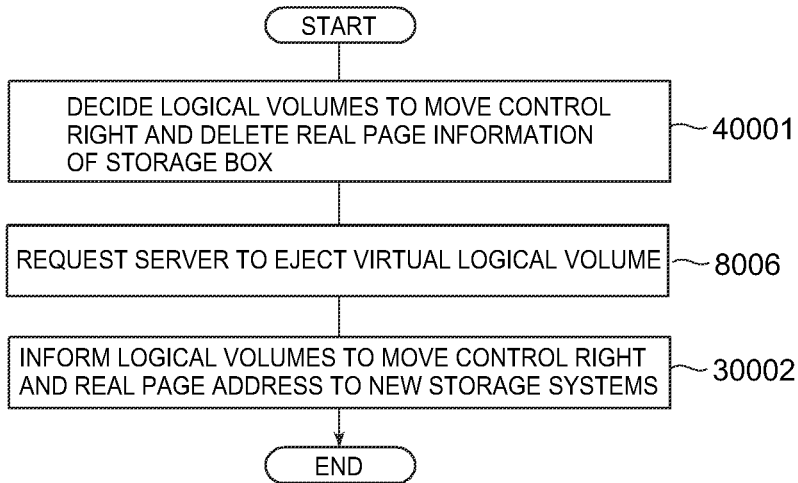 START
DECIDE LOGICAL VOLUMES TO MOVE CONTROL
RIGHT AND DELETE REAL PAGE INFORMATION
OF STORAGE BOX
40001
REQUEST SERVER TO EJECT VIRTUAL LOGICAL VOLUME
8006
INFORM LOGICAL VOLUMES TO MOVE CONTROL RIGHT
AND REAL PAGE ADDRESS TO NEW STORAGE SYSTEMS
30002
END